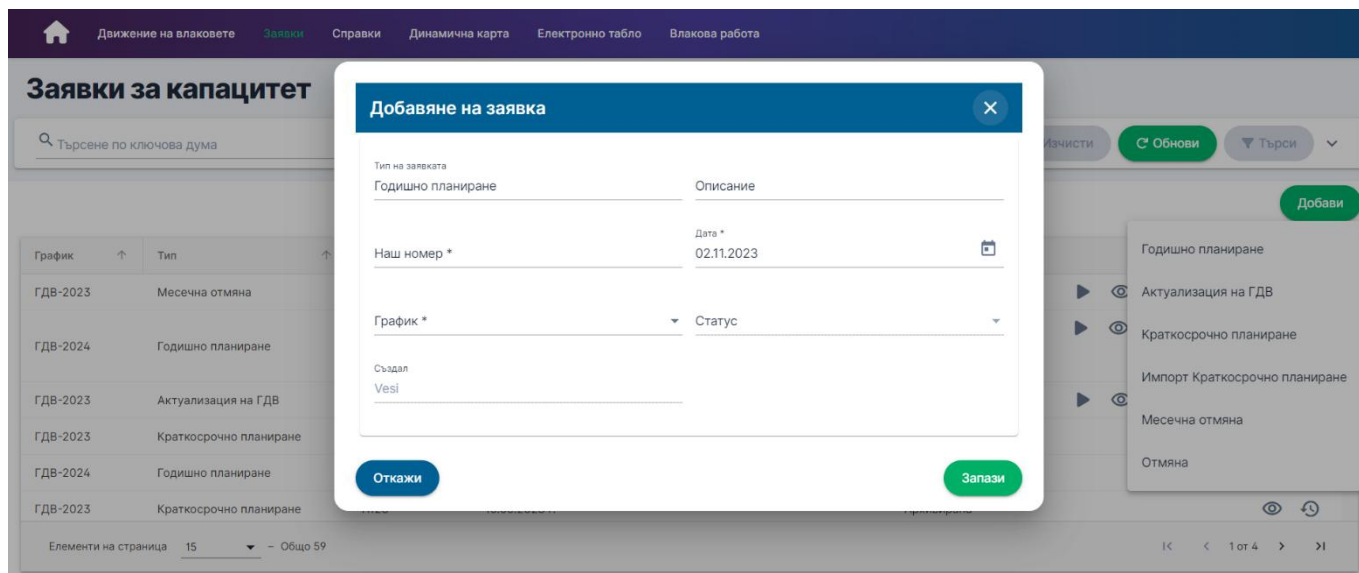 Движение на влаковете Заявки Справки Динамична карта Електронно табло Влакова работа
Заявки за капацитет
Търсене по ключова дума
Изчисти Обнови Търси
Добави
Добавяне на заявка
Тип на заявката
Годишно планиране Описание
Наш номер *
Дата *
02.11.2023
График * Статус
Създал
Vesi
Откажи Запази
Годишно планиране
Актуализация на ГДВ
Краткосрочно планиране
Импорт Краткосрочно планиране
Месечна отмяна
Отмяна
График Тип
ГДВ-2023 Месечна отмяна
ГДВ-2024 Годишно планиране
ГДВ-2023 Актуализация на ГДВ
ГДВ-2023 Краткосрочно планиране
ГДВ-2024 Годишно планиране
ГДВ-2023 Краткосрочно планиране
Елементи на страница 15 – Общо 59
1 от 4